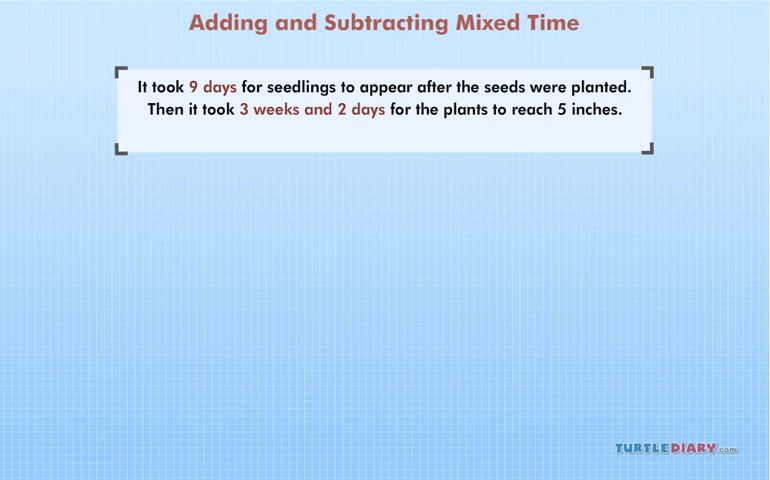 Adding and Subtracting Mixed Time
It took 9 days for seedlings to appear after the seeds were planted.
Then it took 3 weeks and 2 days for the plants to reach 5 inches.
TURTLEDIARY.com